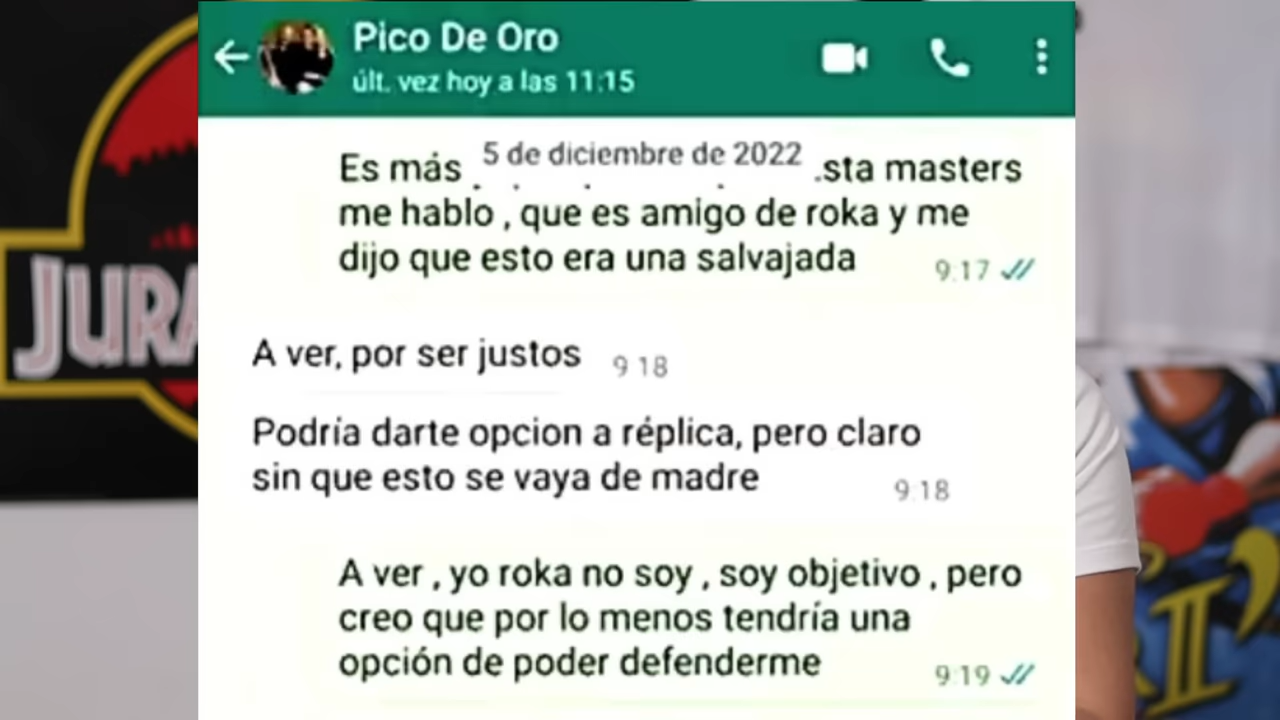 Pico De Oro
últ. vez hoy a las 11:15
5 de diciembre de 2022
Es más .sta masters
me hablo , que es amigo de roka y me
dijo que esto era una salvajada
9:17
A ver, por ser justos
9 18
Podría darte opcion a réplica, pero claro
sin que esto se vaya de madre
9:18
A ver , yo roka no soy , soy objetivo , pero
creo que por lo menos tendría una
opción de poder defenderme
9:19
JURA
II'